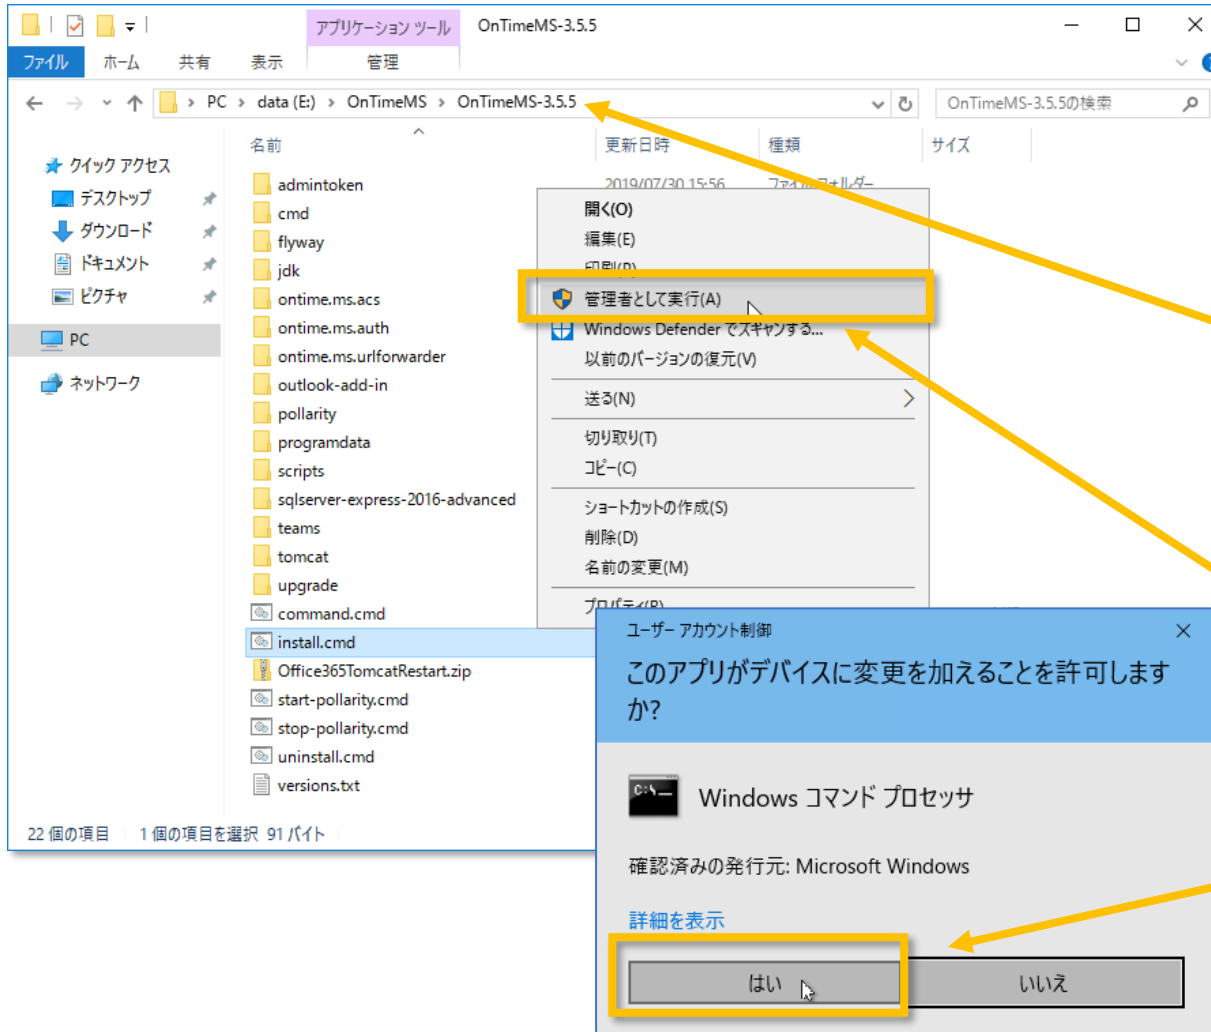 アプリケーション ツール
OnTimeMS-3.5.5
ファイル
ホーム
共有
表示
管理
PC › data (E:) › OnTimeMS › OnTimeMS-3.5.5
OnTimeMS-3.5.5の検索
名前
更新日時
種類
サイズ
クイック アクセス
デスクトップ
ダウンロード
ドキュメント
ピクチャ
PC
ネットワーク
admintoken
2019/07/30 15:56
cmd
flyway
jdk
ontime.ms.acs
ontime.ms.auth
ontime.ms.urlforwarder
outlook-add-in
pollarity
programdata
scripts
sqlserver-express-2016-advanced
teams
tomcat
upgrade
command.cmd
install.cmd
Office365TomcatRestart.zip
start-pollarity.cmd
stop-pollarity.cmd
uninstall.cmd
versions.txt
22 個の項目
1 個の項目を選択 91 バイト
開く(O)
編集(E)
印刷(P)
管理者として実行(A)
Windows Defender でスキャンする...
以前のバージョンの復元(V)
送る(N)
切り取り(T)
コピー(C)
ショートカットの作成(S)
削除(D)
名前の変更(M)
プロパティ(R)
ユーザー アカウント制御
このアプリがデバイスに変更を加えることを許可します
か?
C:\
Windows コマンド プロセッサ
確認済みの発行元: Microsoft Windows
詳細を表示
はい
いいえ